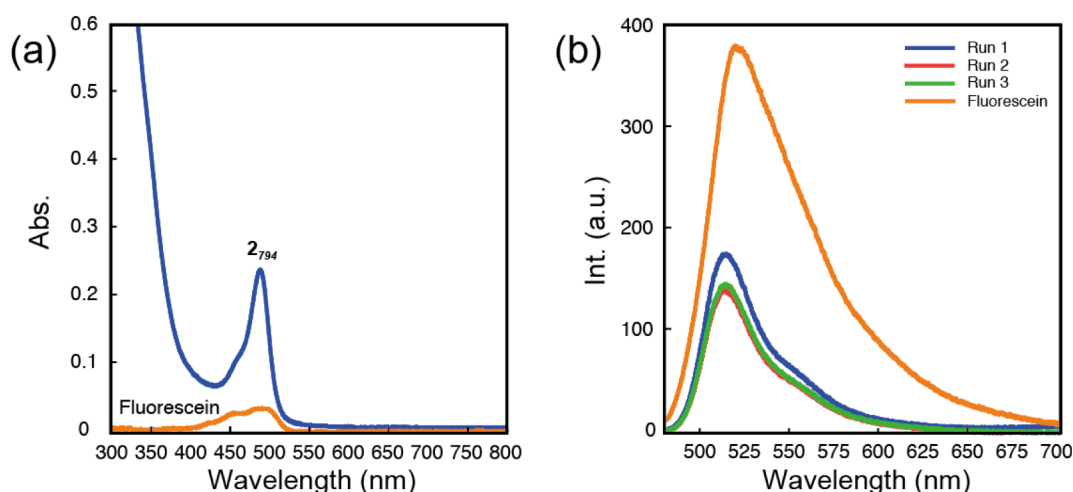 (a)
Abs.
0.6
0.5
0.4
0.3
0.2
0.1
0
2794
Fluorescein
300 350 400 450 500 550 600 650 700 750 800
Wavelength (nm)
(b)
Int. (a.u.)
400
300
200
100
0
Run 1
Run 2
Run 3
Fluorescein
500 525 550 575 600 625 650 675 700
Wavelength (nm)